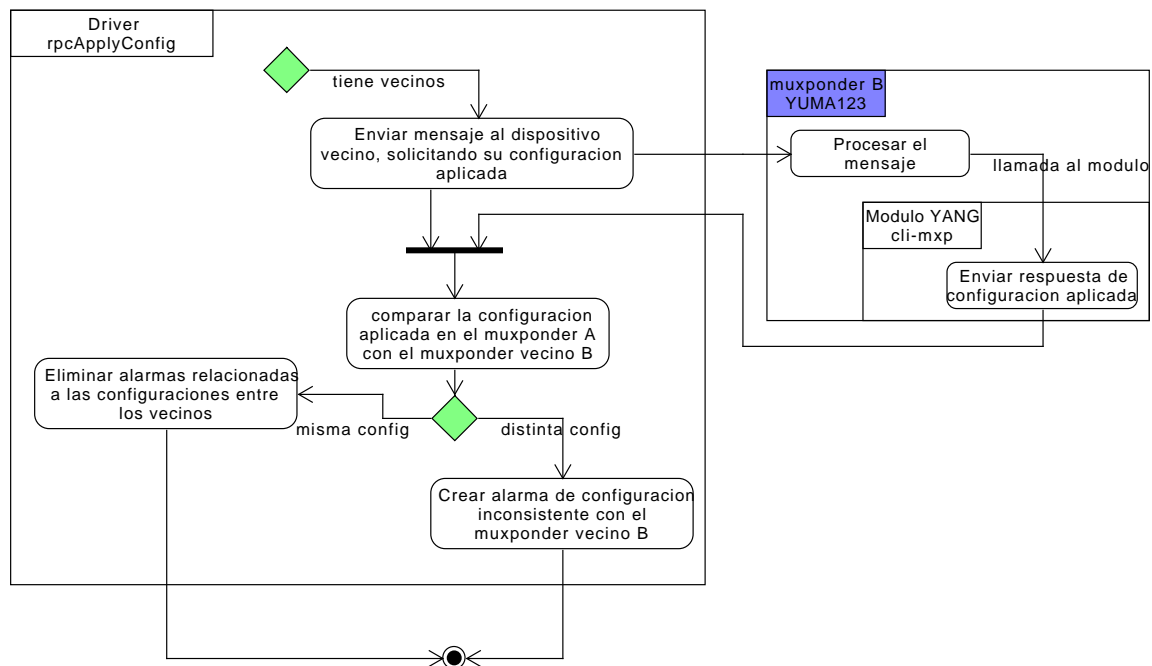 Driver
rpcApplyConfig
tiene vecinos
Enviar mensaje al dispositivo
vecino, solicitando su configuracion
aplicada
muxponder B
YUMA123
Procesar el
mensaje
llamada al modulo
Modulo YANG
cli-mxp
Enviar respuesta de
configuracion aplicada
comparar la configuracion
aplicada en el muxponder A
con el muxponder vecino B
Eliminar alarmas relacionadas
a las configuraciones entre
los vecinos
misma config
distinta config
Crear alarma de configuracion
inconsistente con el
muxponder vecino B